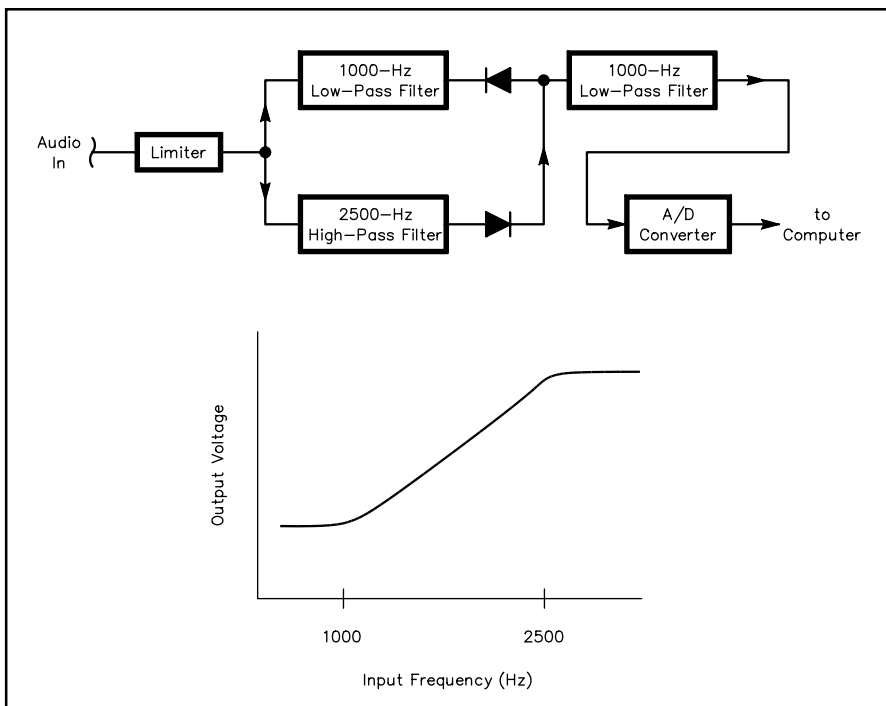 1000–Hz
Low–Pass Filter
1000–Hz
Low–Pass Filter
Audio
In
Limiter
2500–Hz
High–Pass Filter
A/D
Converter
to
Computer
Output Voltage
1000
2500
Input Frequency (Hz)